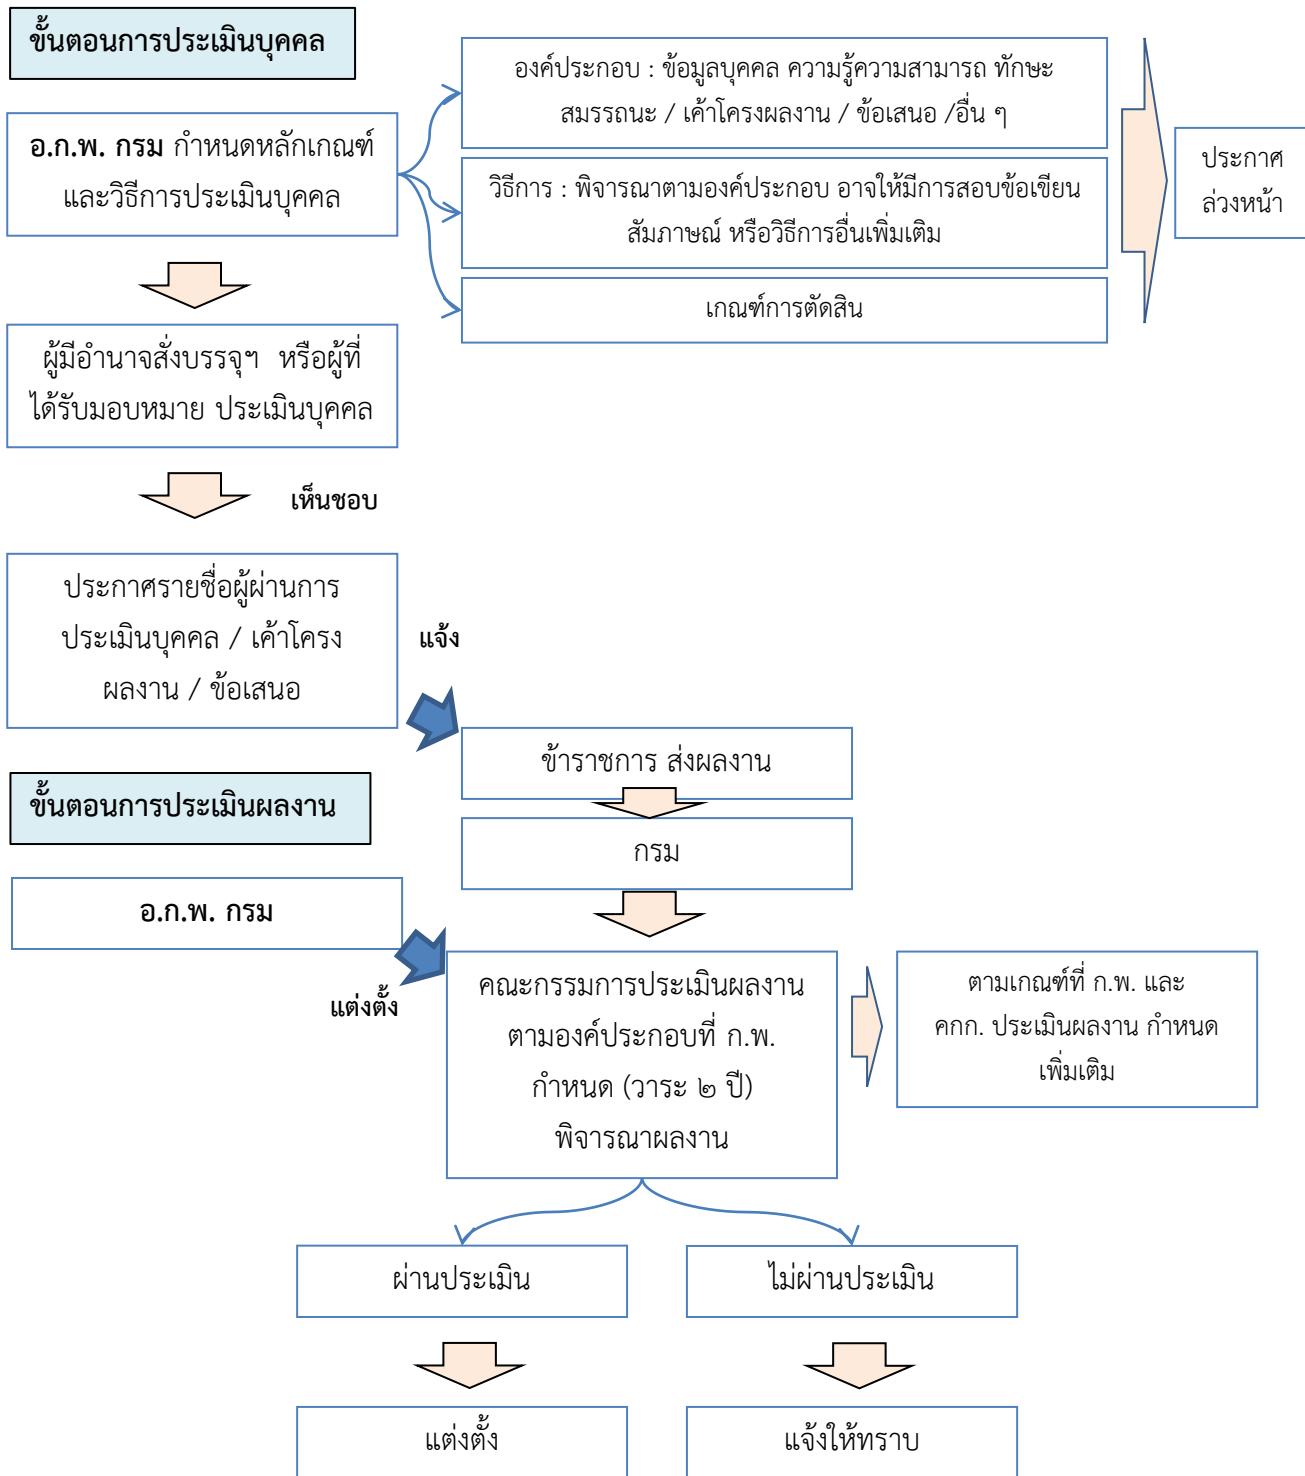 ขั้นตอนการประเมินบุคคล
อ.ก.พ. กรม กำหนดหลักเกณฑ์
และวิธีการประเมินบุคคล
องค์ประกอบ : ข้อมูลบุคคล ความรู้ความสามารถ ทักษะ
สมรรถนะ / เค้าโครงผลงาน / ข้อเสนอ /อื่น ๆ
วิธีการ : พิจารณาตามองค์ประกอบ อาจให้มีการสอบข้อเขียน
สัมภาษณ์ หรือวิธีการอื่นเพิ่มเติม
เกณฑ์การตัดสิน
ประกาศ
ล่วงหน้า
ผู้มีอำนาจสั่งบรรจุฯ หรือผู้ที่
ได้รับมอบหมาย ประเมินบุคคล
เห็นชอบ
ประกาศรายชื่อผู้ผ่านการ
ประเมินบุคคล / เค้าโครง
ผลงาน / ข้อเสนอ
แจ้ง
ข้าราชการ ส่งผลงาน
ขั้นตอนการประเมินผลงาน
กรม
อ.ก.พ. กรม
แต่งตั้ง
คณะกรรมการประเมินผลงาน
ตามองค์ประกอบที่ ก.พ.
กำหนด (วาระ ๒ ปี)
พิจารณาผลงาน
ตามเกณฑ์ที่ ก.พ. และ
คกก. ประเมินผลงาน กำหนด
เพิ่มเติม
ผ่านประเมิน
ไม่ผ่านประเมิน
แต่งตั้ง
แจ้งให้ทราบ